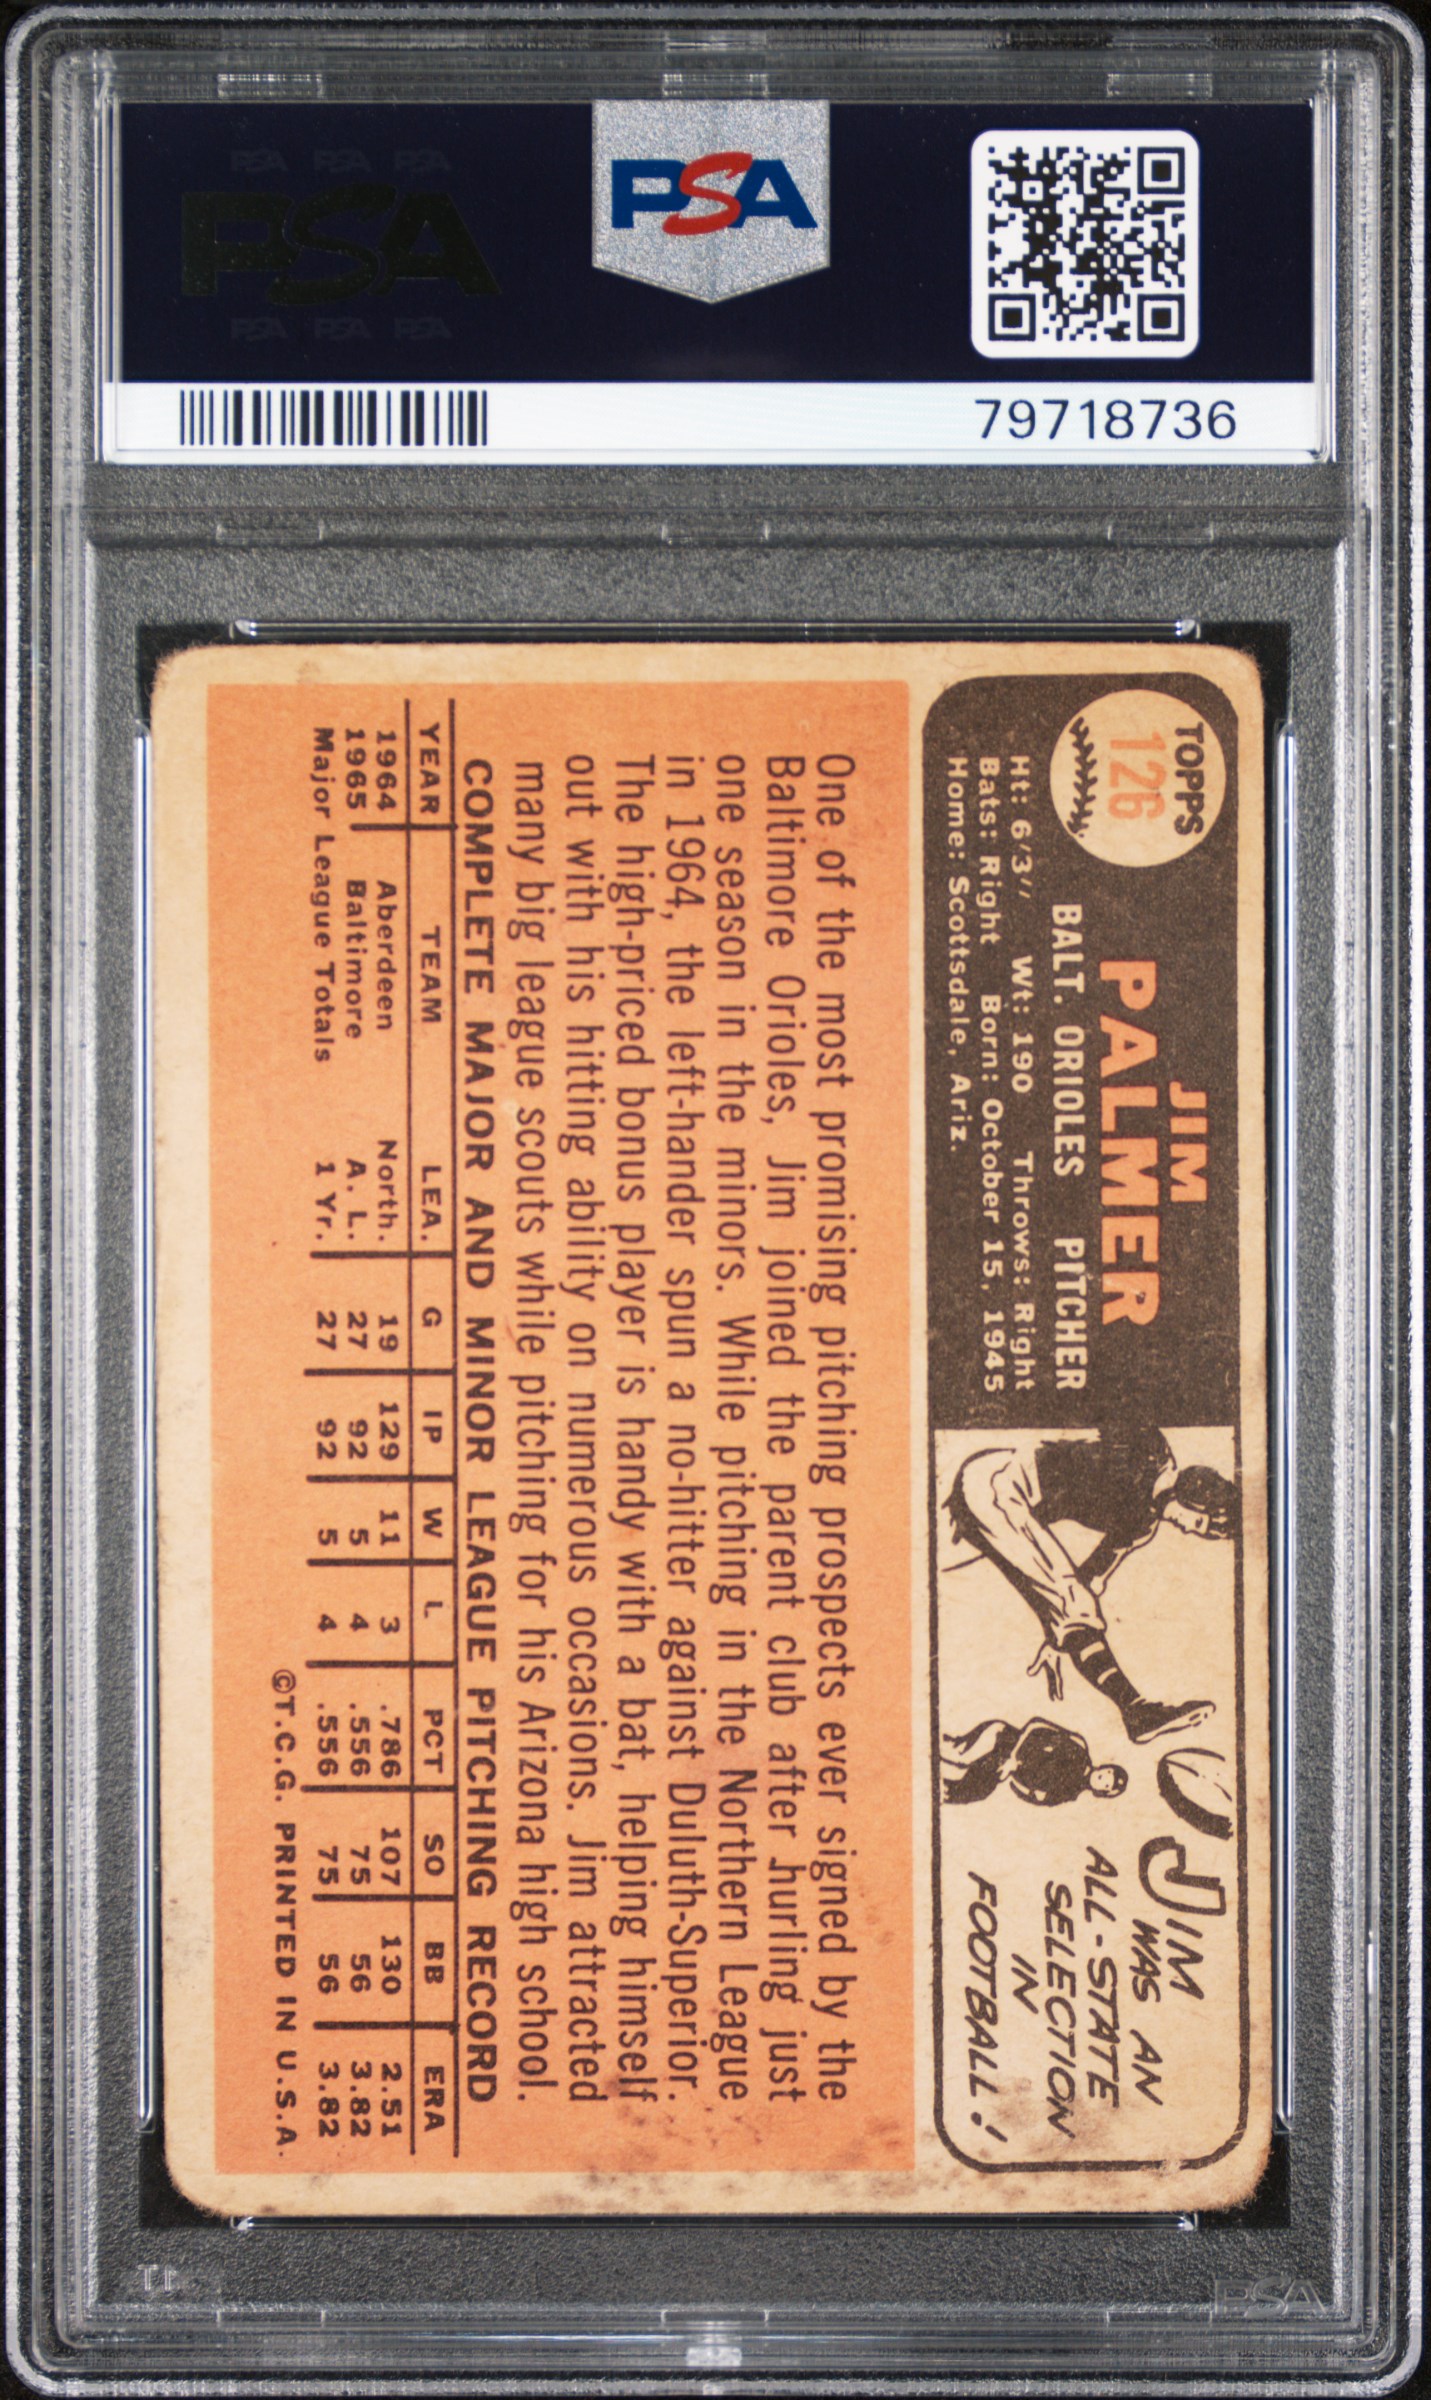 PSA PSA PSA
PSA
PSA PSA PSA
PSA
79718736
TOPPS
126
JIM
PALMER
BALT. ORIOLES PITCHER
Ht: 6'3" Wt: 190 Throws: Right
Bats: Right Born: October 15, 1945
Home: Scottsdale, Ariz.
JIM
WAS AN
ALL-STATE
SELECTION
IN
FOOTBALL!
One of the most promising pitching prospects ever signed by the
Baltimore Orioles, Jim joined the parent club after hurling just
one season in the minors. While pitching in the Northern League
in 1964, the left-hander spun a no-hitter against Duluth-Superior.
The high-priced bonus player is handy with a bat, helping himself
out with his hitting ability on numerous occasions. Jim attracted
many big league scouts while pitching for his Arizona high school.
COMPLETE MAJOR AND MINOR LEAGUE PITCHING RECORD
YEAR TEAM LEA. G IP W L PCT SO BB ERA
1964 Aberdeen North. 19 129 11 3 .786 107 130 2.51
1965 Baltimore A. L. 27 92 5 4 .556 75 56 3.82
Major League Totals 1 Yr. 27 92 5 4 .556 75 56 3.82
©T.C.G. PRINTED IN U.S.A.
PSA